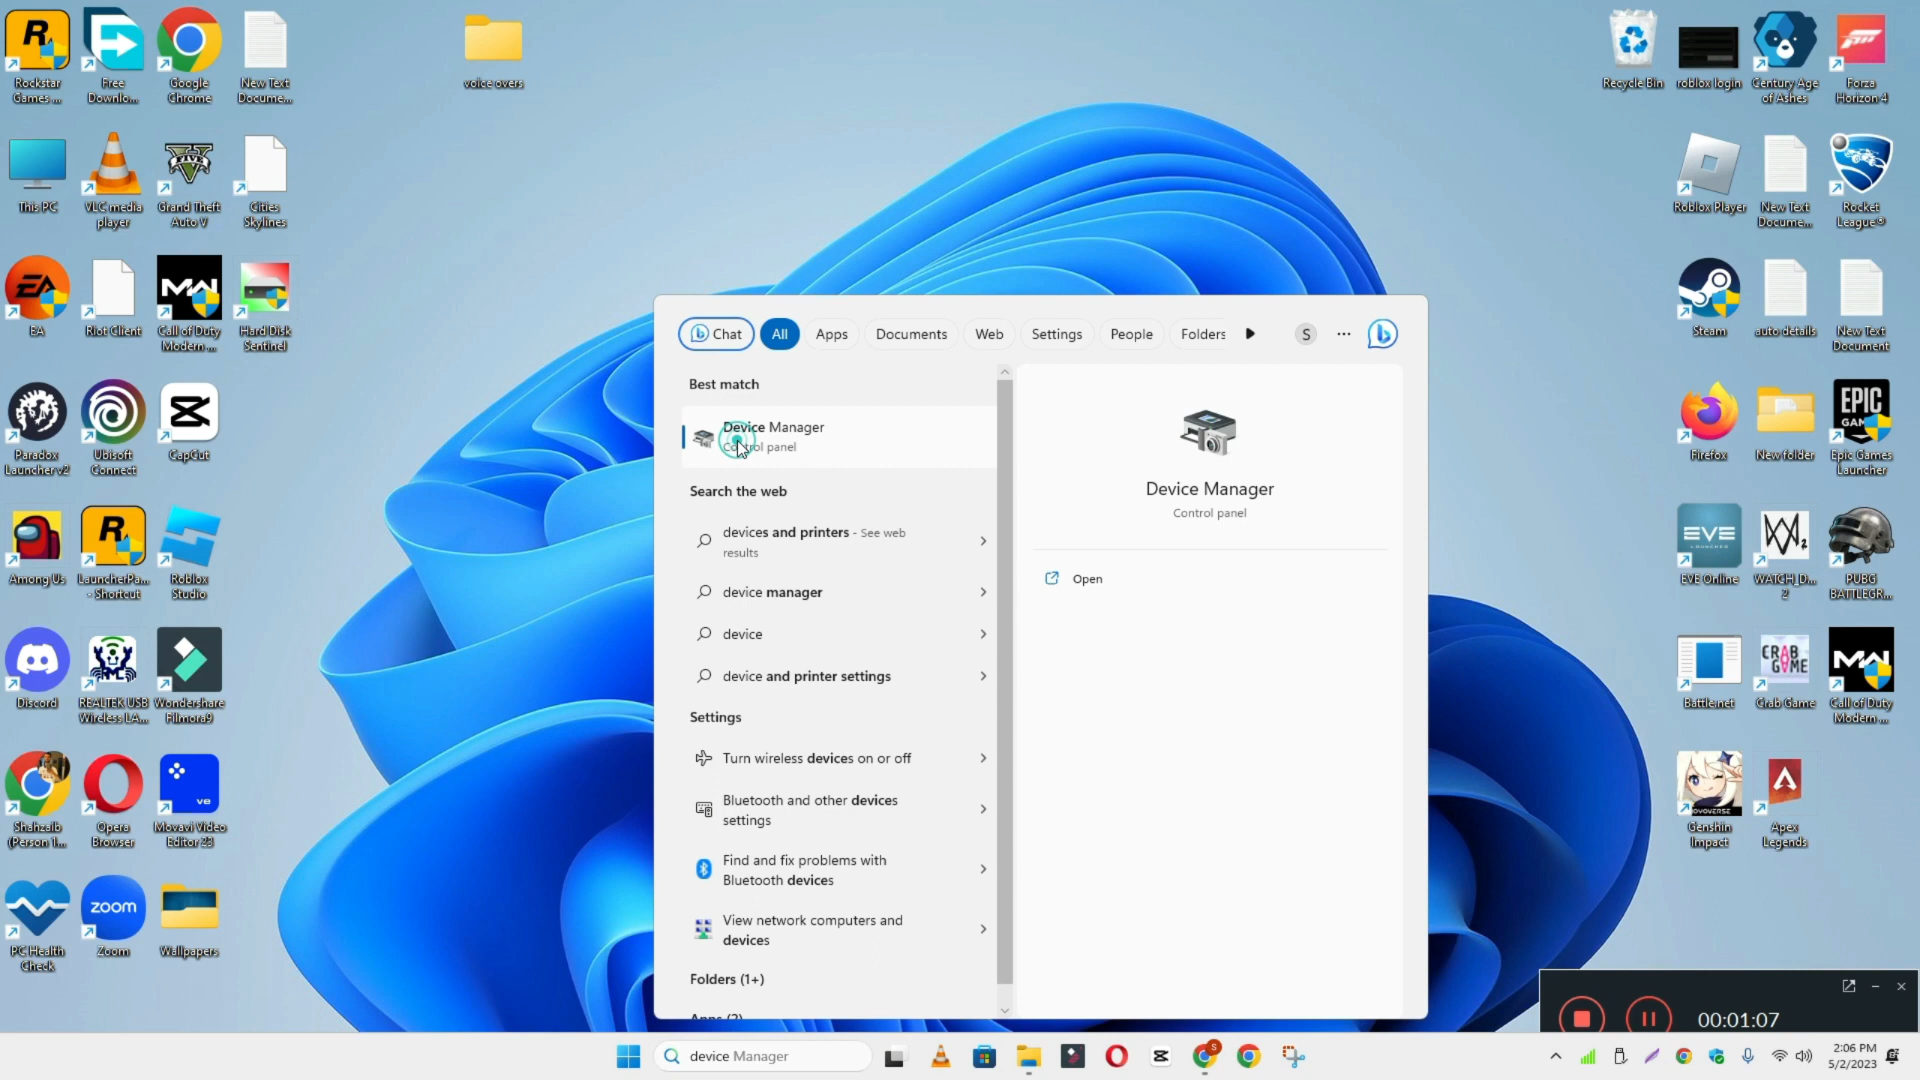 Rockstar
Games ...
Free
Downlo...
Google
Chrome
New Text
Docume...
voice overs
Recycle Bin
roblox login
Century Age
of Ashes
Forza
Horizon 4
This PC
VLC media
player
Grand Theft
Auto V
Cities
Skylines
Roblox Player
New Text
Docume...
Rocket
League®
EA
Riot Client
Call of Duty
Modern ...
Hard Disk
Sentinel
Steam
auto details
New Text
Document
Paradox
Launcher v2
Ubisoft
Connect
CapCut
Firefox
New folder
Epic Games
Launcher
Among Us
LauncherPa...
- Shortcut
Roblox
Studio
EVE Online
WATCH_D...
2
PUBG
BATTLEGR...
Discord
REALTEK USB
Wireless LA...
Wondershare
Filmora9
Battle.net
Crab Game
Call of Duty
Modern ...
Shahzaib
(Person 1...
Opera
Browser
Movavi Video
Editor 23
Genshin
Impact
Apex
Legends
PC Health
Check
Zoom
Wallpapers
Chat
All
Apps
Documents
Web
Settings
People
Folders
S
Best match
Device Manager
Control panel
Search the web
devices and printers - See web
results
device manager
device
device and printer settings
Settings
Turn wireless devices on or off
Bluetooth and other devices
settings
Find and fix problems with
Bluetooth devices
View network computers and
devices
Folders (1+)
Apps (2)
Device Manager
Control panel
Open
00:01:07
device Manager
2:06 PM
5/2/2023